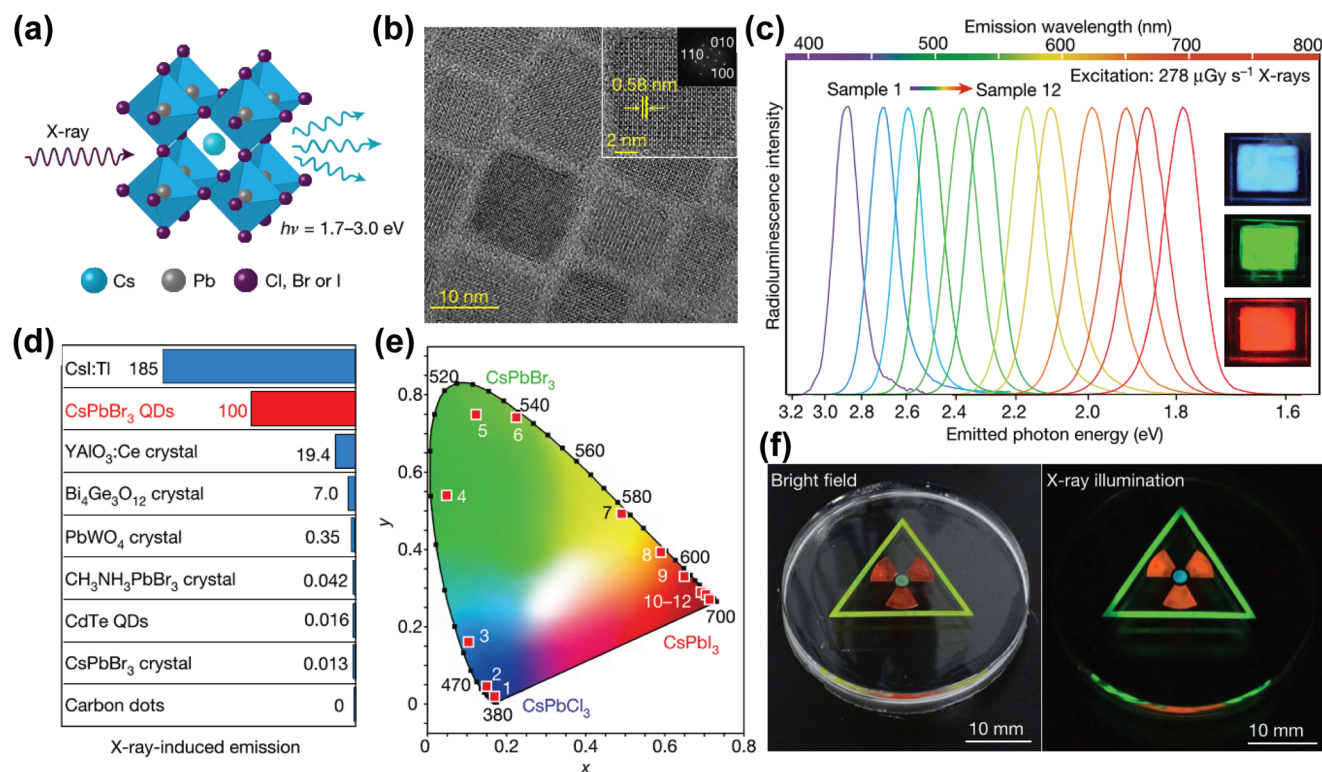 (a)
X-ray
hν = 1.7–3.0 eV
Cs
Pb
Cl, Br or I
(b)
010
110
100
0.58 nm
2 nm
10 nm
(c)
Emission wavelength (nm)
400 500 600 700 800
Excitation: 278 μGy s⁻¹ X-rays
Sample 1 Sample 12
Radioluminescence intensity
3.2 3.0 2.6 2.4 2.2 2.0 1.8 1.6
Emitted photon energy (eV)
(d)
CsI:Tl 185
CsPbBr₃ QDs 100
YAlO₃:Ce crystal 19.4
Bi₄Ge₃O₁₂ crystal 7.0
PbWO₄ crystal 0.35
CH₃NH₃PbBr₃ crystal 0.042
CdTe QDs 0.016
CsPbBr₃ crystal 0.013
Carbon dots 0
X-ray-induced emission
(e)
520
CsPbBr₃
540
560
580
600
700
470
380
1
2
3
4
5
6
7
8
9
10–12
CsPbI₃
CsPbCl₃
y
0.8
0.6
0.4
0.2
0
0 0.2 0.4 0.6 0.8
x
(f)
Bright field
10 mm
X-ray illumination
10 mm